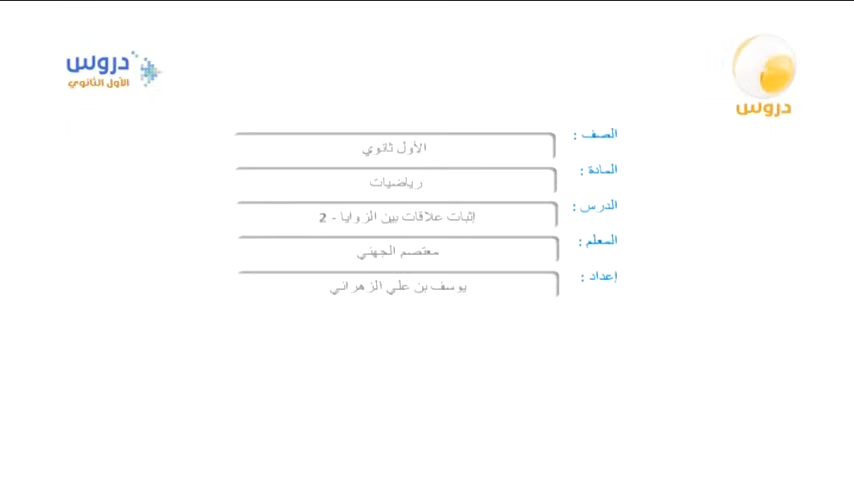 دروس
الأول الثانوي
دروس
الصف :
الأول ثانوي
المادة :
رياضيات
الدرس :
إثبات علاقات بين الزوايا - 2
المعلم :
معتصم الجهني
إعداد :
يوسف بن علي الزهراني